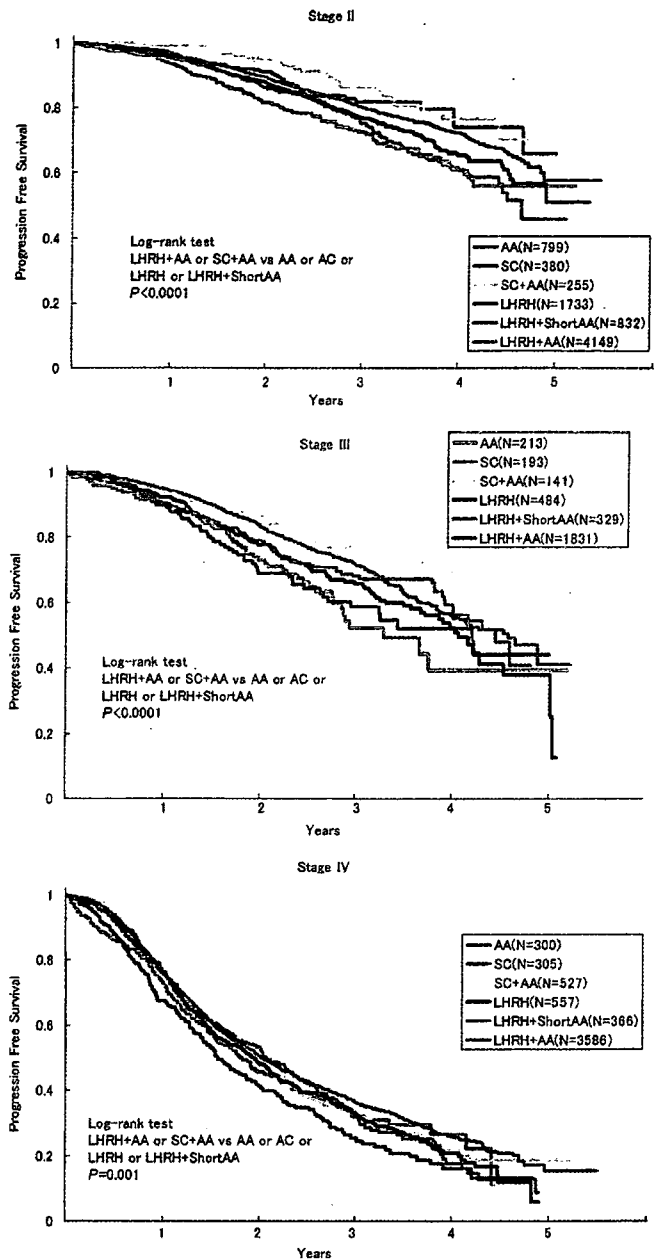 Stage II
Progression Free Survival
1
0.8
0.6
0.4
0.2
0
Log-rank test
LHRH+AA or SC+AA vs AA or AC or
LHRH or LHRH+ShortAA
P<0.0001
AA(N=799)
SC(N=380)
SC+AA(N=255)
LHRH(N=1733)
LHRH+ShortAA(N=832)
LHRH+AA(N=4149)
1 2 3 4 5
Years
Stage III
Progression Free Survival
1
0.8
0.6
0.4
0.2
0
AA(N=213)
SC(N=193)
SC+AA(N=141)
LHRH(N=484)
LHRH+ShortAA(N=329)
LHRH+AA(N=1831)
Log-rank test
LHRH+AA or SC+AA vs AA or AC or
LHRH or LHRH+ShortAA
P<0.0001
1 2 3 4 5
Years
Stage IV
Progression Free Survival
1
0.8
0.6
0.4
0.2
0
AA(N=300)
SC(N=305)
SC+AA(N=527)
LHRH(N=557)
LHRH+ShortAA(N=366)
LHRH+AA(N=3586)
Log-rank test
LHRH+AA or SC+AA vs AA or AC or
LHRH or LHRH+ShortAA
P=0.001
1 2 3 4 5
Years